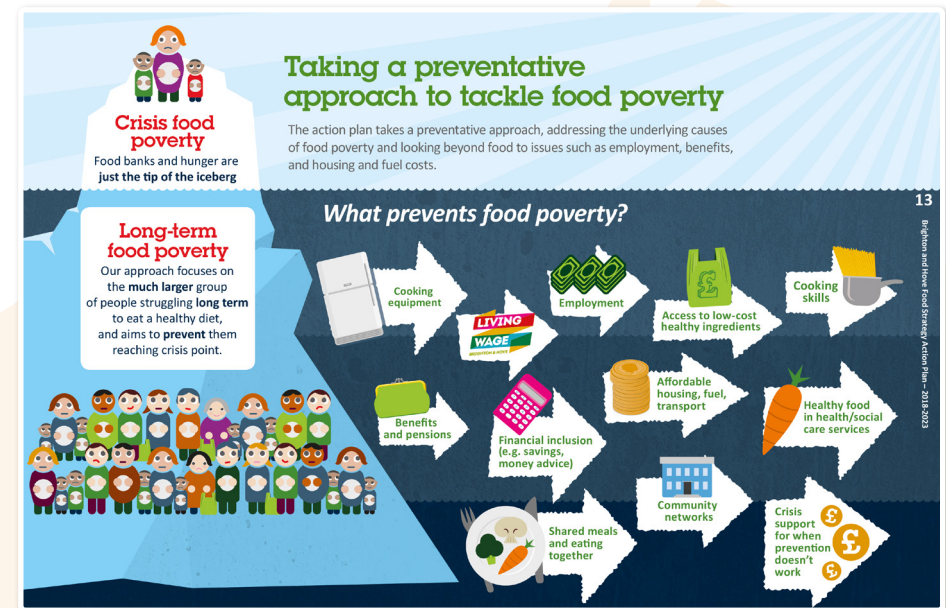 Taking a preventative
approach to tackle food poverty
The action plan takes a preventative approach, addressing the underlying causes
of food poverty and looking beyond food to issues such as employment, benefits,
and housing and fuel costs.
Crisis food
poverty
Food banks and hunger are
just the tip of the iceberg
Long-term
food poverty
Our approach focuses on
the much larger group
of people struggling long term
to eat a healthy diet,
and aims to prevent them
reaching crisis point.
What prevents food poverty?
Cooking
equipment
LIVING
WAGE
BRIGHTON & HOVE
Employment
£
Access to low-cost
healthy ingredients
Cooking
skills
Benefits
and pensions
Financial inclusion
(e.g. savings,
money advice)
Affordable
housing, fuel,
transport
Healthy food
in health/social
care services
Shared meals
and eating
together
Community
networks
Crisis
support
for when
prevention
doesn't
work
£
£
£
13
Brighton and Hove Food Strategy Action Plan – 2018-2023